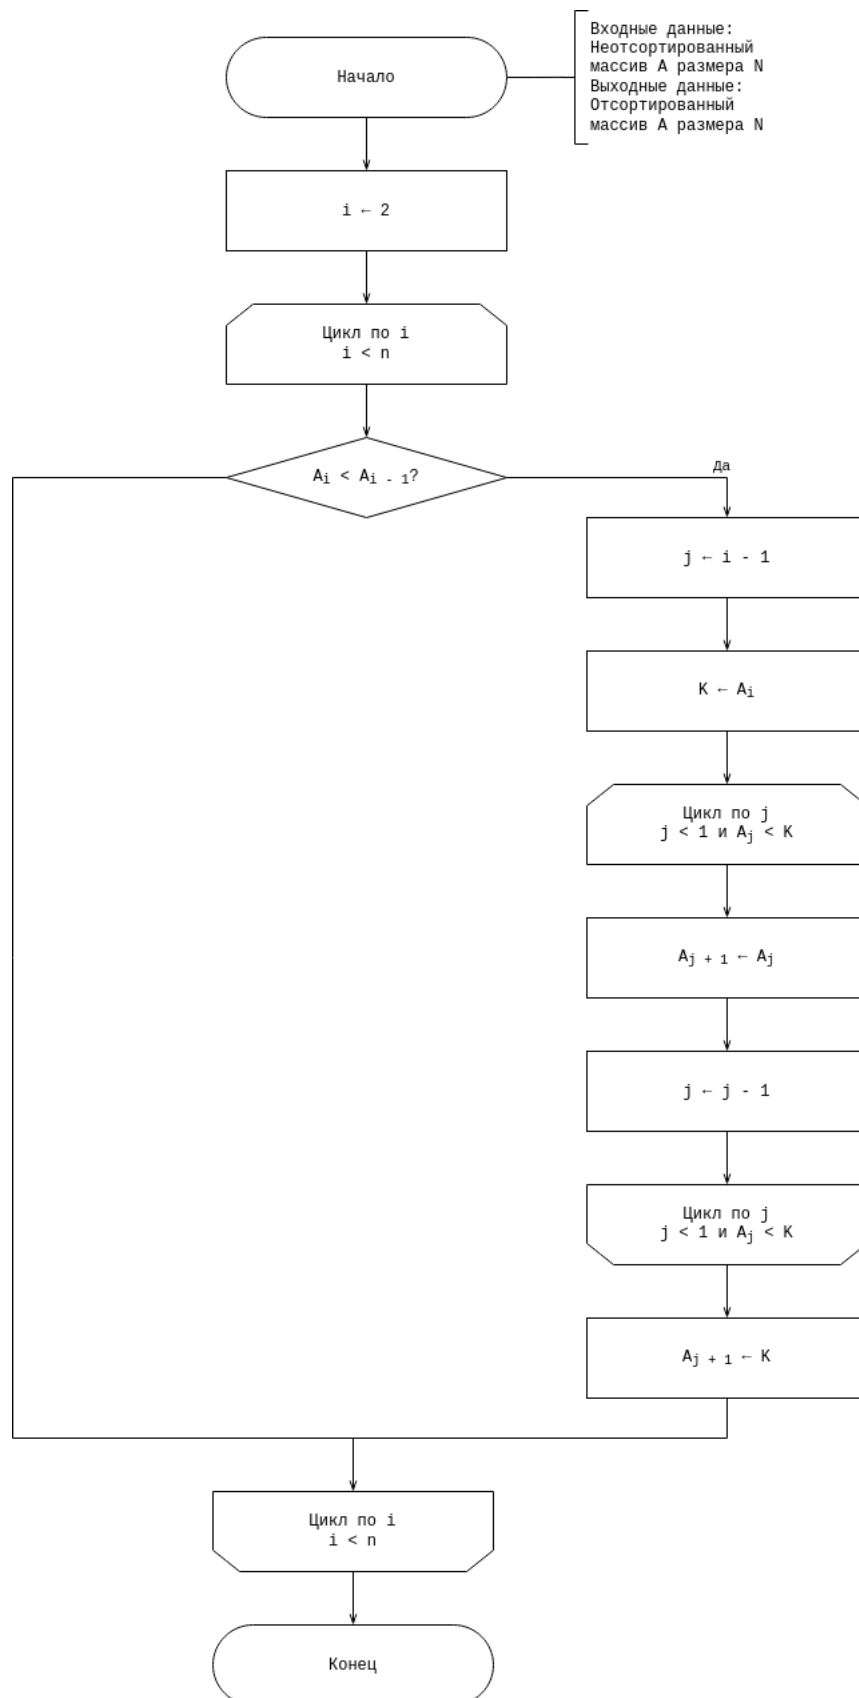 Начало
Входные данные:
Неотсортированный
массив A размера N
Выходные данные:
Отсортированный
массив A размера N
i ← 2
Цикл по i
i < n
Ai < Ai - 1?
Да
j ← i - 1
K ← Ai
Цикл по j
j < 1 и Aj < K
Aj + 1 ← Aj
j ← j - 1
Цикл по j
j < 1 и Aj < K
Aj + 1 ← K
Цикл по i
i < n
Конец